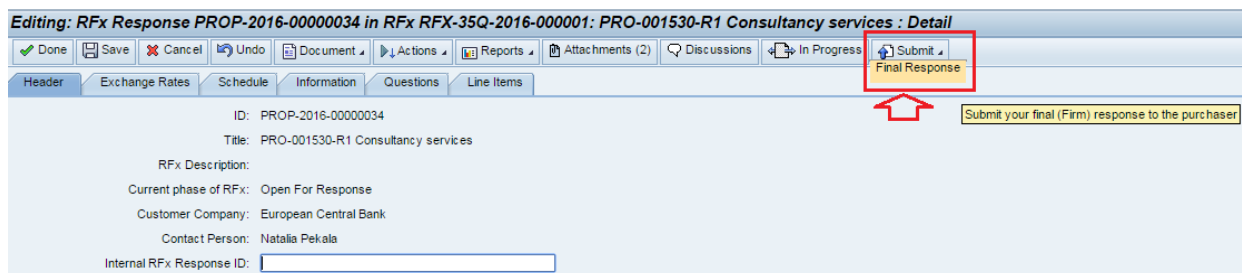 Editing: RFx Response PROP-2016-00000034 in RFx RFX-35Q-2016-000001: PRO-001530-R1 Consultancy services : Detail
Done Save Cancel Undo Document Actions Reports Attachments (2) Discussions In Progress Submit
Final Response
Header Exchange Rates Schedule Information Questions Line Items
ID: PROP-2016-00000034
Submit your final (Firm) response to the purchaser
Title: PRO-001530-R1 Consultancy services
RFx Description:
Current phase of RFx: Open For Response
Customer Company: European Central Bank
Contact Person: Natalia Pekala
Internal RFx Response ID: